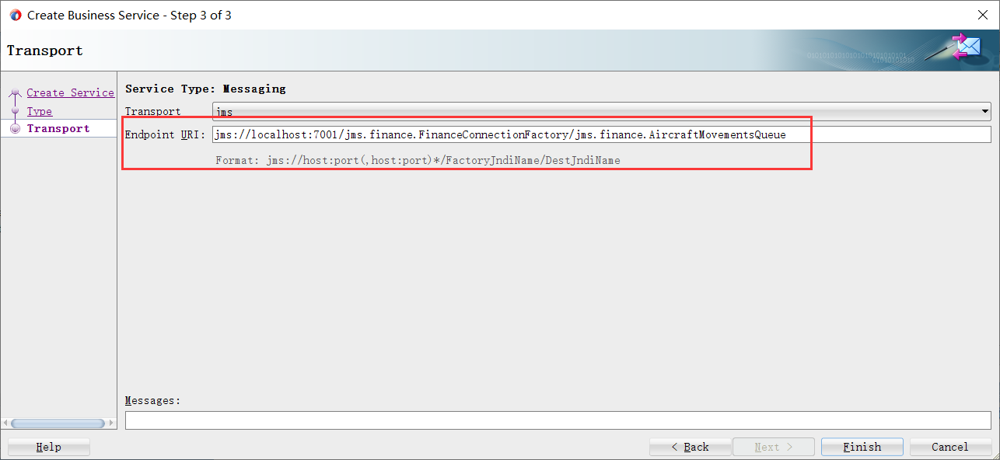 Create Business Service - Step 3 of 3
Transport
Create Service
Type
Transport
Service Type: Messaging
Transport jms
Endpoint URI: jms://localhost:7001/jms.finance.FinanceConnectionFactory/jms.finance.AircraftMovementsQueue
Format: jms://host:port(,host:port)*/FactoryJndiName/DestJndiName
Messages:
Help < Back Next > Finish Cancel